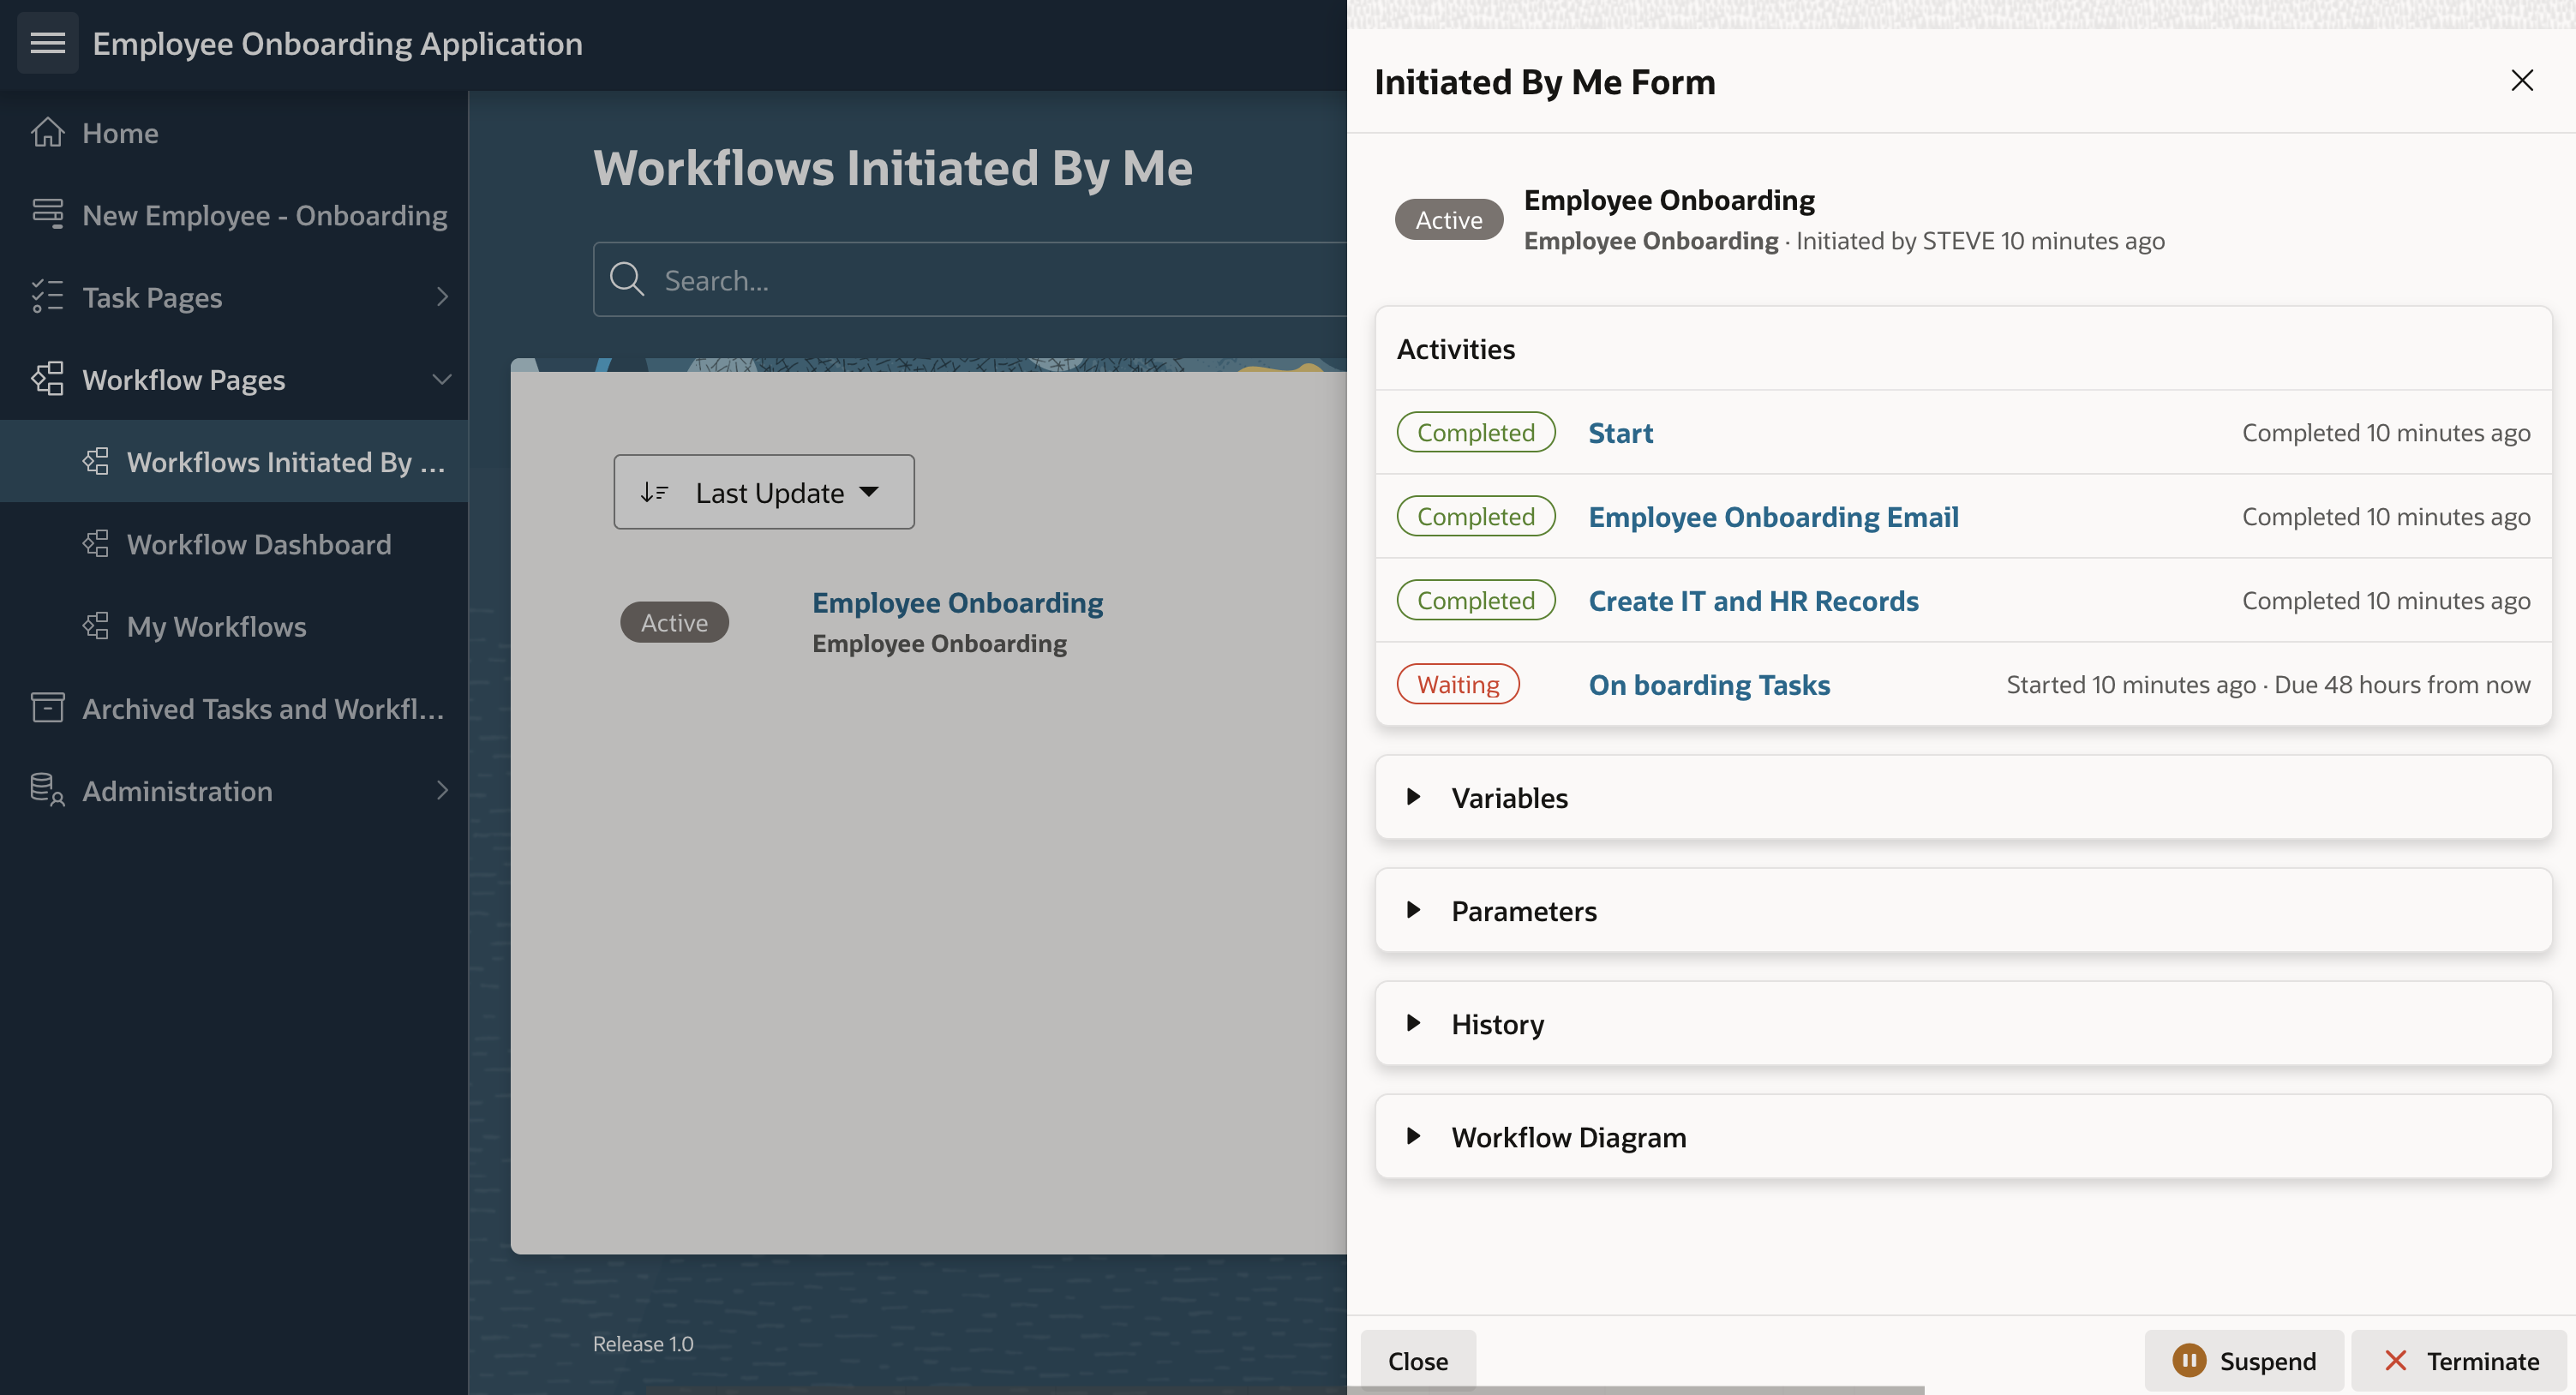 Employee Onboarding Application
Home
New Employee - Onboarding
Task Pages
Workflow Pages
Workflows Initiated By ...
Workflow Dashboard
My Workflows
Archived Tasks and Workfl...
Administration
Workflows Initiated By Me
Search...
Last Update
Active
Employee Onboarding
Employee Onboarding
Release 1.0
Initiated By Me Form
Active
Employee Onboarding
Employee Onboarding · Initiated by STEVE 10 minutes ago
Activities
Completed Start Completed 10 minutes ago
Completed Employee Onboarding Email Completed 10 minutes ago
Completed Create IT and HR Records Completed 10 minutes ago
Waiting On boarding Tasks Started 10 minutes ago · Due 48 hours from now
Variables
Parameters
History
Workflow Diagram
Close Suspend Terminate